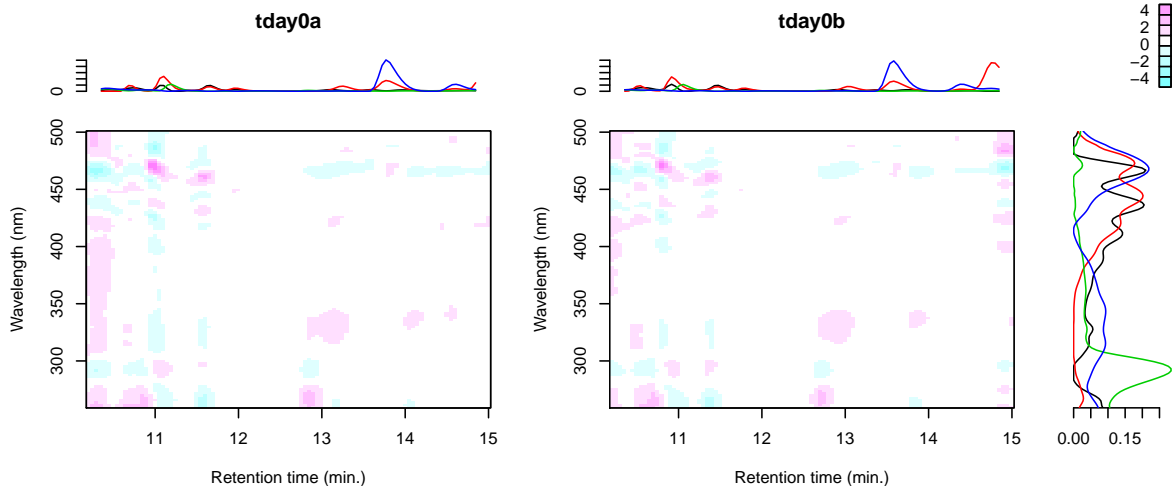 tday0a
tday0b
4
2
0
−2
−4
0
0
500
450
400
350
300
Wavelength (nm)
500
450
400
350
300
Wavelength (nm)
11 12 13 14 15
11 12 13 14 15
0.00 0.15
Retention time (min.)
Retention time (min.)